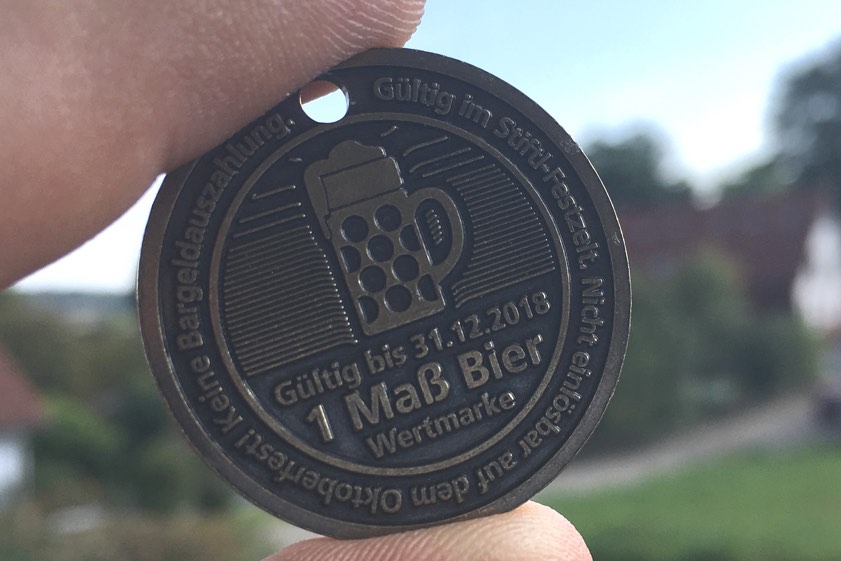 Gültig im Stiftl-Festzelt. Nicht einlösbar auf dem Oktoberfest! Keine Bargeldauszahlung.
Gültig bis 31.12.2018
1 Maß Bier
Wertmarke